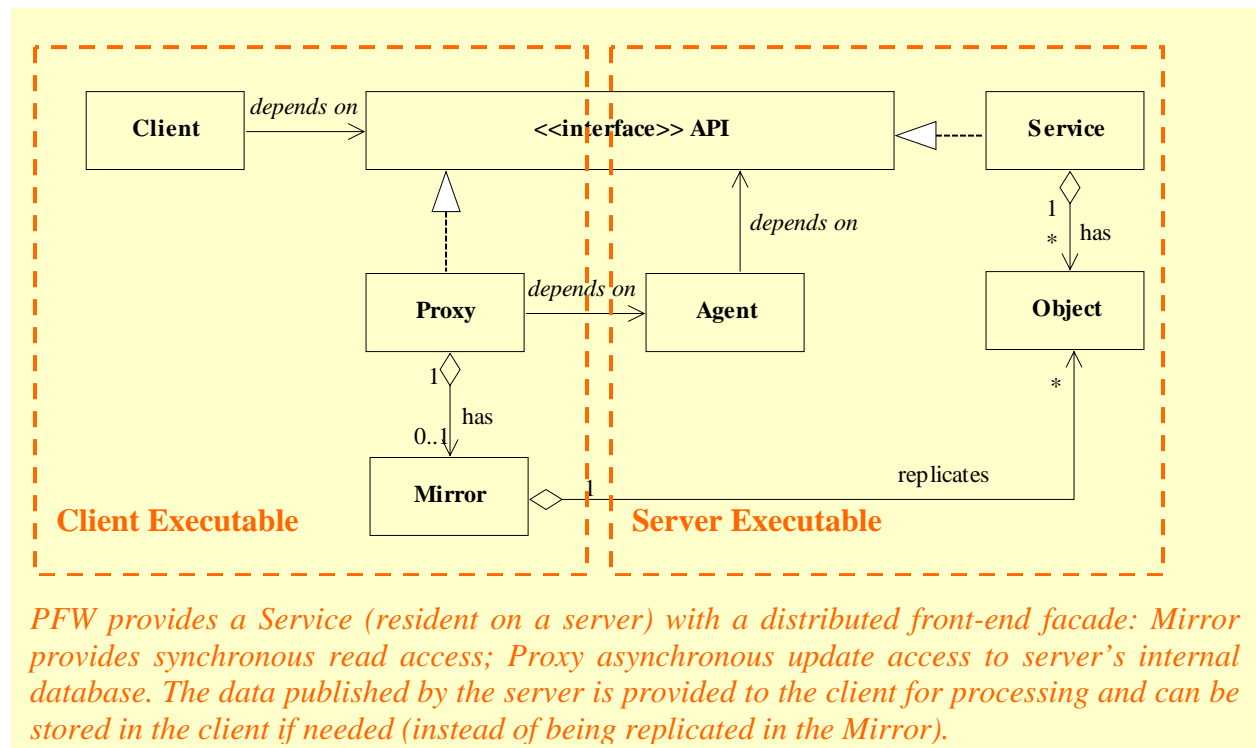 depends on
Client
<<interface>> API
Service
depends on
1
*
has
depends on
Proxy
Agent
Object
1
has
0..1
*
Mirror
1
replicates
Client Executable
Server Executable
PFW provides a Service (resident on a server) with a distributed front-end facade: Mirror
provides synchronous read access; Proxy asynchronous update access to server's internal
database. The data published by the server is provided to the client for processing and can be
stored in the client if needed (instead of being replicated in the Mirror).